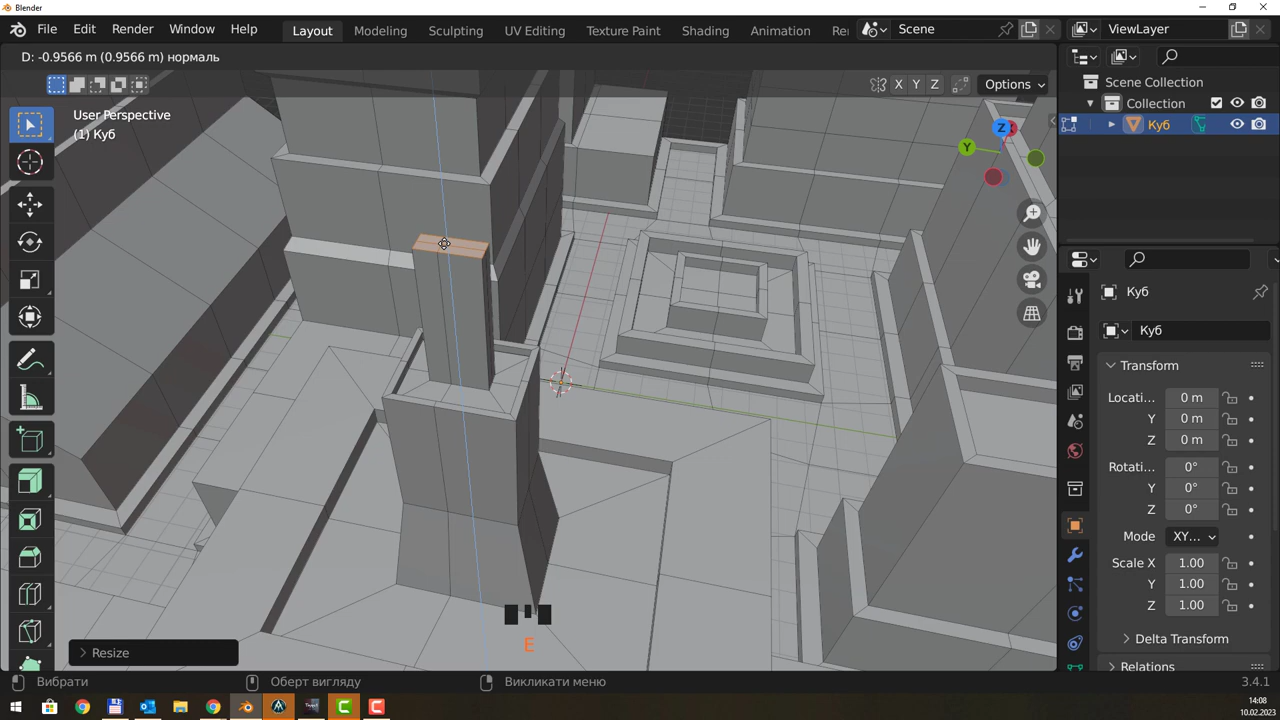 Blender
File Edit Render Window Help Layout Modeling Sculpting UV Editing Texture Paint Shading Animation Re Scene ViewLayer
D: -0.9566 m (0.9566 m) нормаль
X Y Z Options
User Perspective
(1) Куб
Z
Y
Scene Collection
Collection
Куб
Куб
Куб
Transform
Locati... 0 m
Y 0 m
Z 0 m
Rotati... 0°
Y 0°
Z 0°
Mode XY...
Scale X 1.00
Y 1.00
Z 1.00
Delta Transform
Relations
E
Resize
Вибрати Оберт вигляду Викликати меню 3.4.1
14:08
10.02.2023